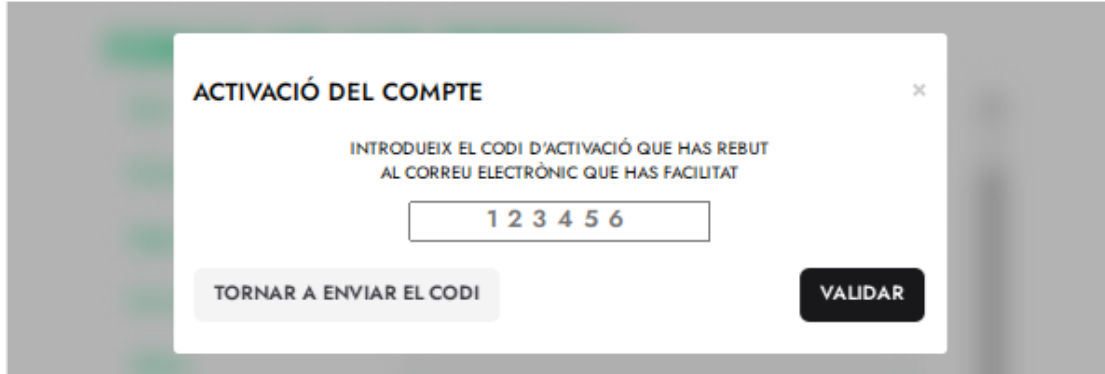 ACTIVACIÓ DEL COMPTE
×
INTRODUEIX EL CODI D'ACTIVACIÓ QUE HAS REBUT
AL CORREU ELECTRÒNIC QUE HAS FACILITAT
1 2 3 4 5 6
TORNAR A ENVIAR EL CODI
VALIDAR